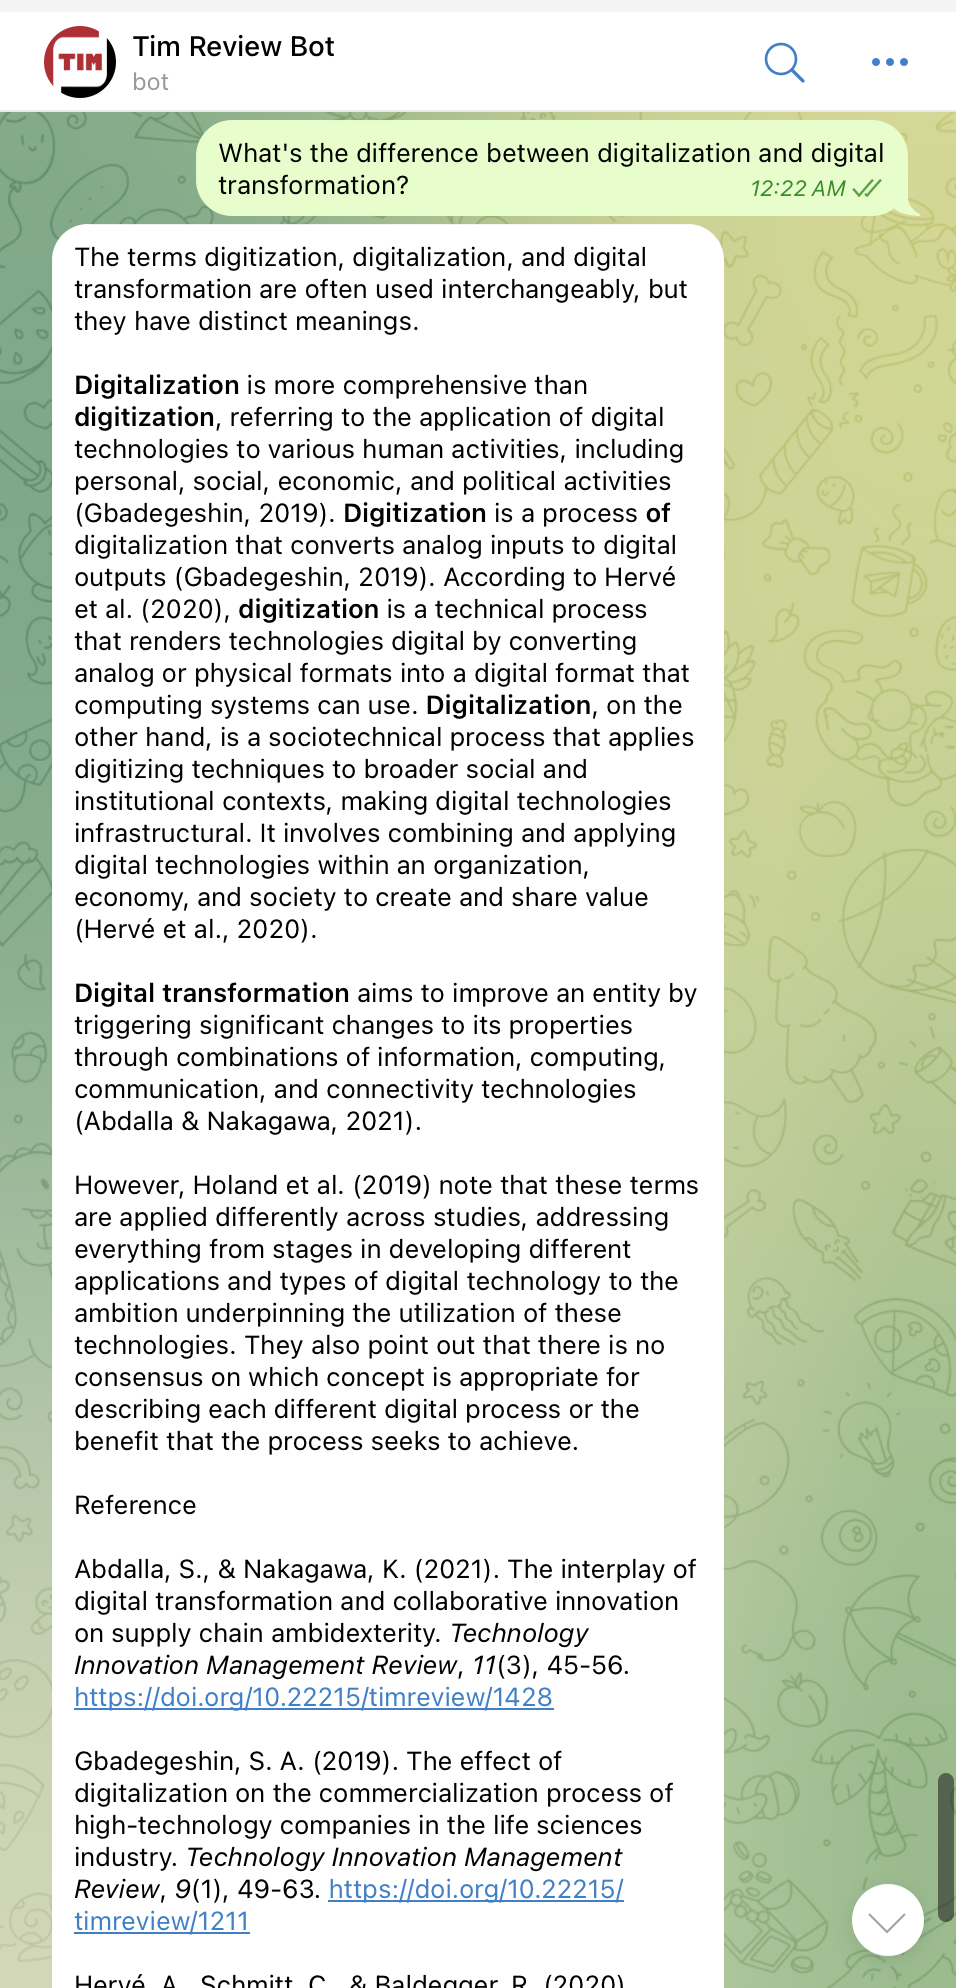 TIM
Tim Review Bot
bot
What's the difference between digitalization and digital
transformation?
12:22 AM
The terms digitization, digitalization, and digital
transformation are often used interchangeably, but
they have distinct meanings.
Digitalization is more comprehensive than
digitization, referring to the application of digital
technologies to various human activities, including
personal, social, economic, and political activities
(Gbadegeshin, 2019). Digitization is a process of
digitalization that converts analog inputs to digital
outputs (Gbadegeshin, 2019). According to Hervé
et al. (2020), digitization is a technical process
that renders technologies digital by converting
analog or physical formats into a digital format that
computing systems can use. Digitalization, on the
other hand, is a sociotechnical process that applies
digitizing techniques to broader social and
institutional contexts, making digital technologies
infrastructural. It involves combining and applying
digital technologies within an organization,
economy, and society to create and share value
(Hervé et al., 2020).
Digital transformation aims to improve an entity by
triggering significant changes to its properties
through combinations of information, computing,
communication, and connectivity technologies
(Abdalla & Nakagawa, 2021).
However, Holand et al. (2019) note that these terms
are applied differently across studies, addressing
everything from stages in developing different
applications and types of digital technology to the
ambition underpinning the utilization of these
technologies. They also point out that there is no
consensus on which concept is appropriate for
describing each different digital process or the
benefit that the process seeks to achieve.
Reference
Abdalla, S., & Nakagawa, K. (2021). The interplay of
digital transformation and collaborative innovation
on supply chain ambidexterity. Technology
Innovation Management Review, 11(3), 45-56.
https://doi.org/10.22215/timreview/1428
Gbadegeshin, S. A. (2019). The effect of
digitalization on the commercialization process of
high-technology companies in the life sciences
industry. Technology Innovation Management
Review, 9(1), 49-63. https://doi.org/10.22215/
timreview/1211
Hervé, A., Schmitt, C., & Baldegger, R. (2020).